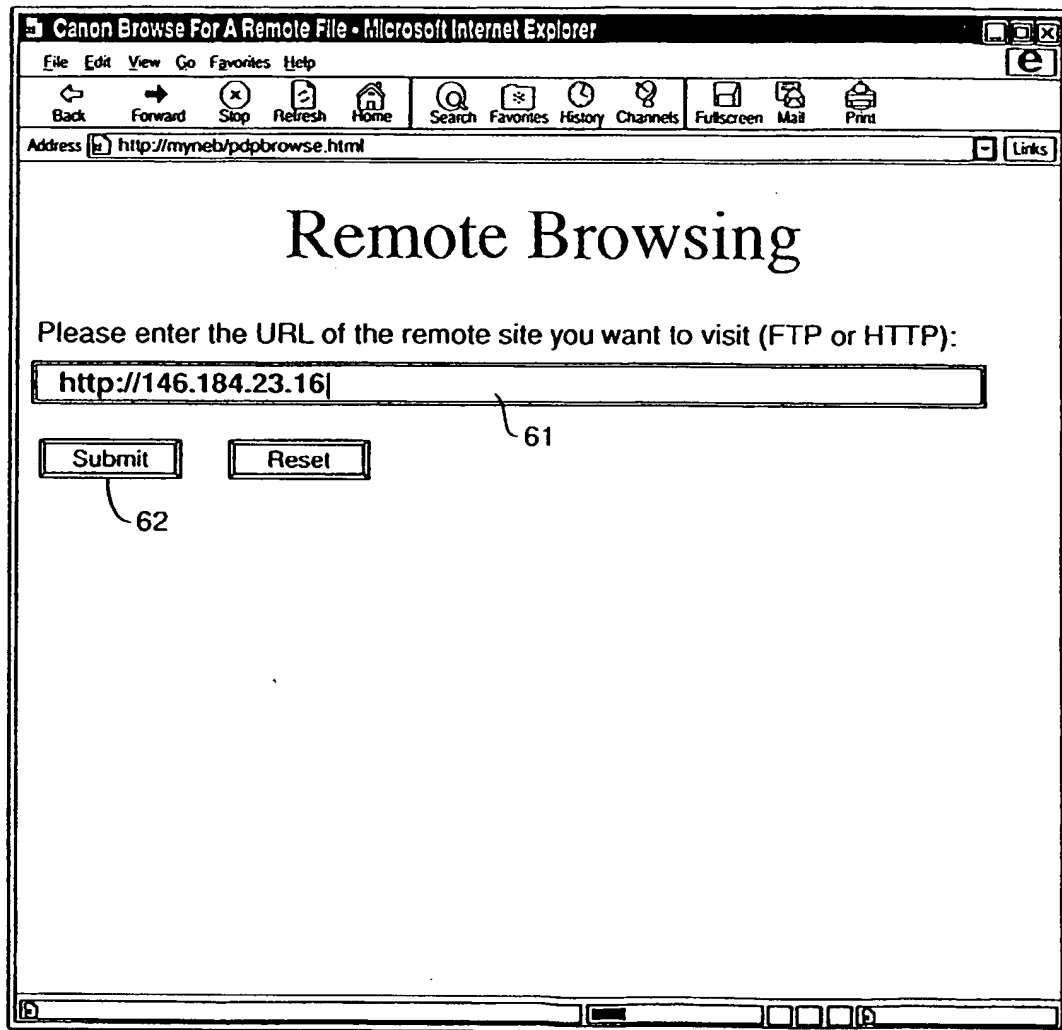 Canon Browse For A Remote File - Microsoft Internet Explorer
File Edit View Go Favorites Help
e
Back Forward Stop Refresh Home Search Favorites History Channels Fullscreen Mail Print
Address http://myneb/pdpbrowse.html Links
Remote Browsing
Please enter the URL of the remote site you want to visit (FTP or HTTP):
http://146.184.23.16
61
Submit Reset
62